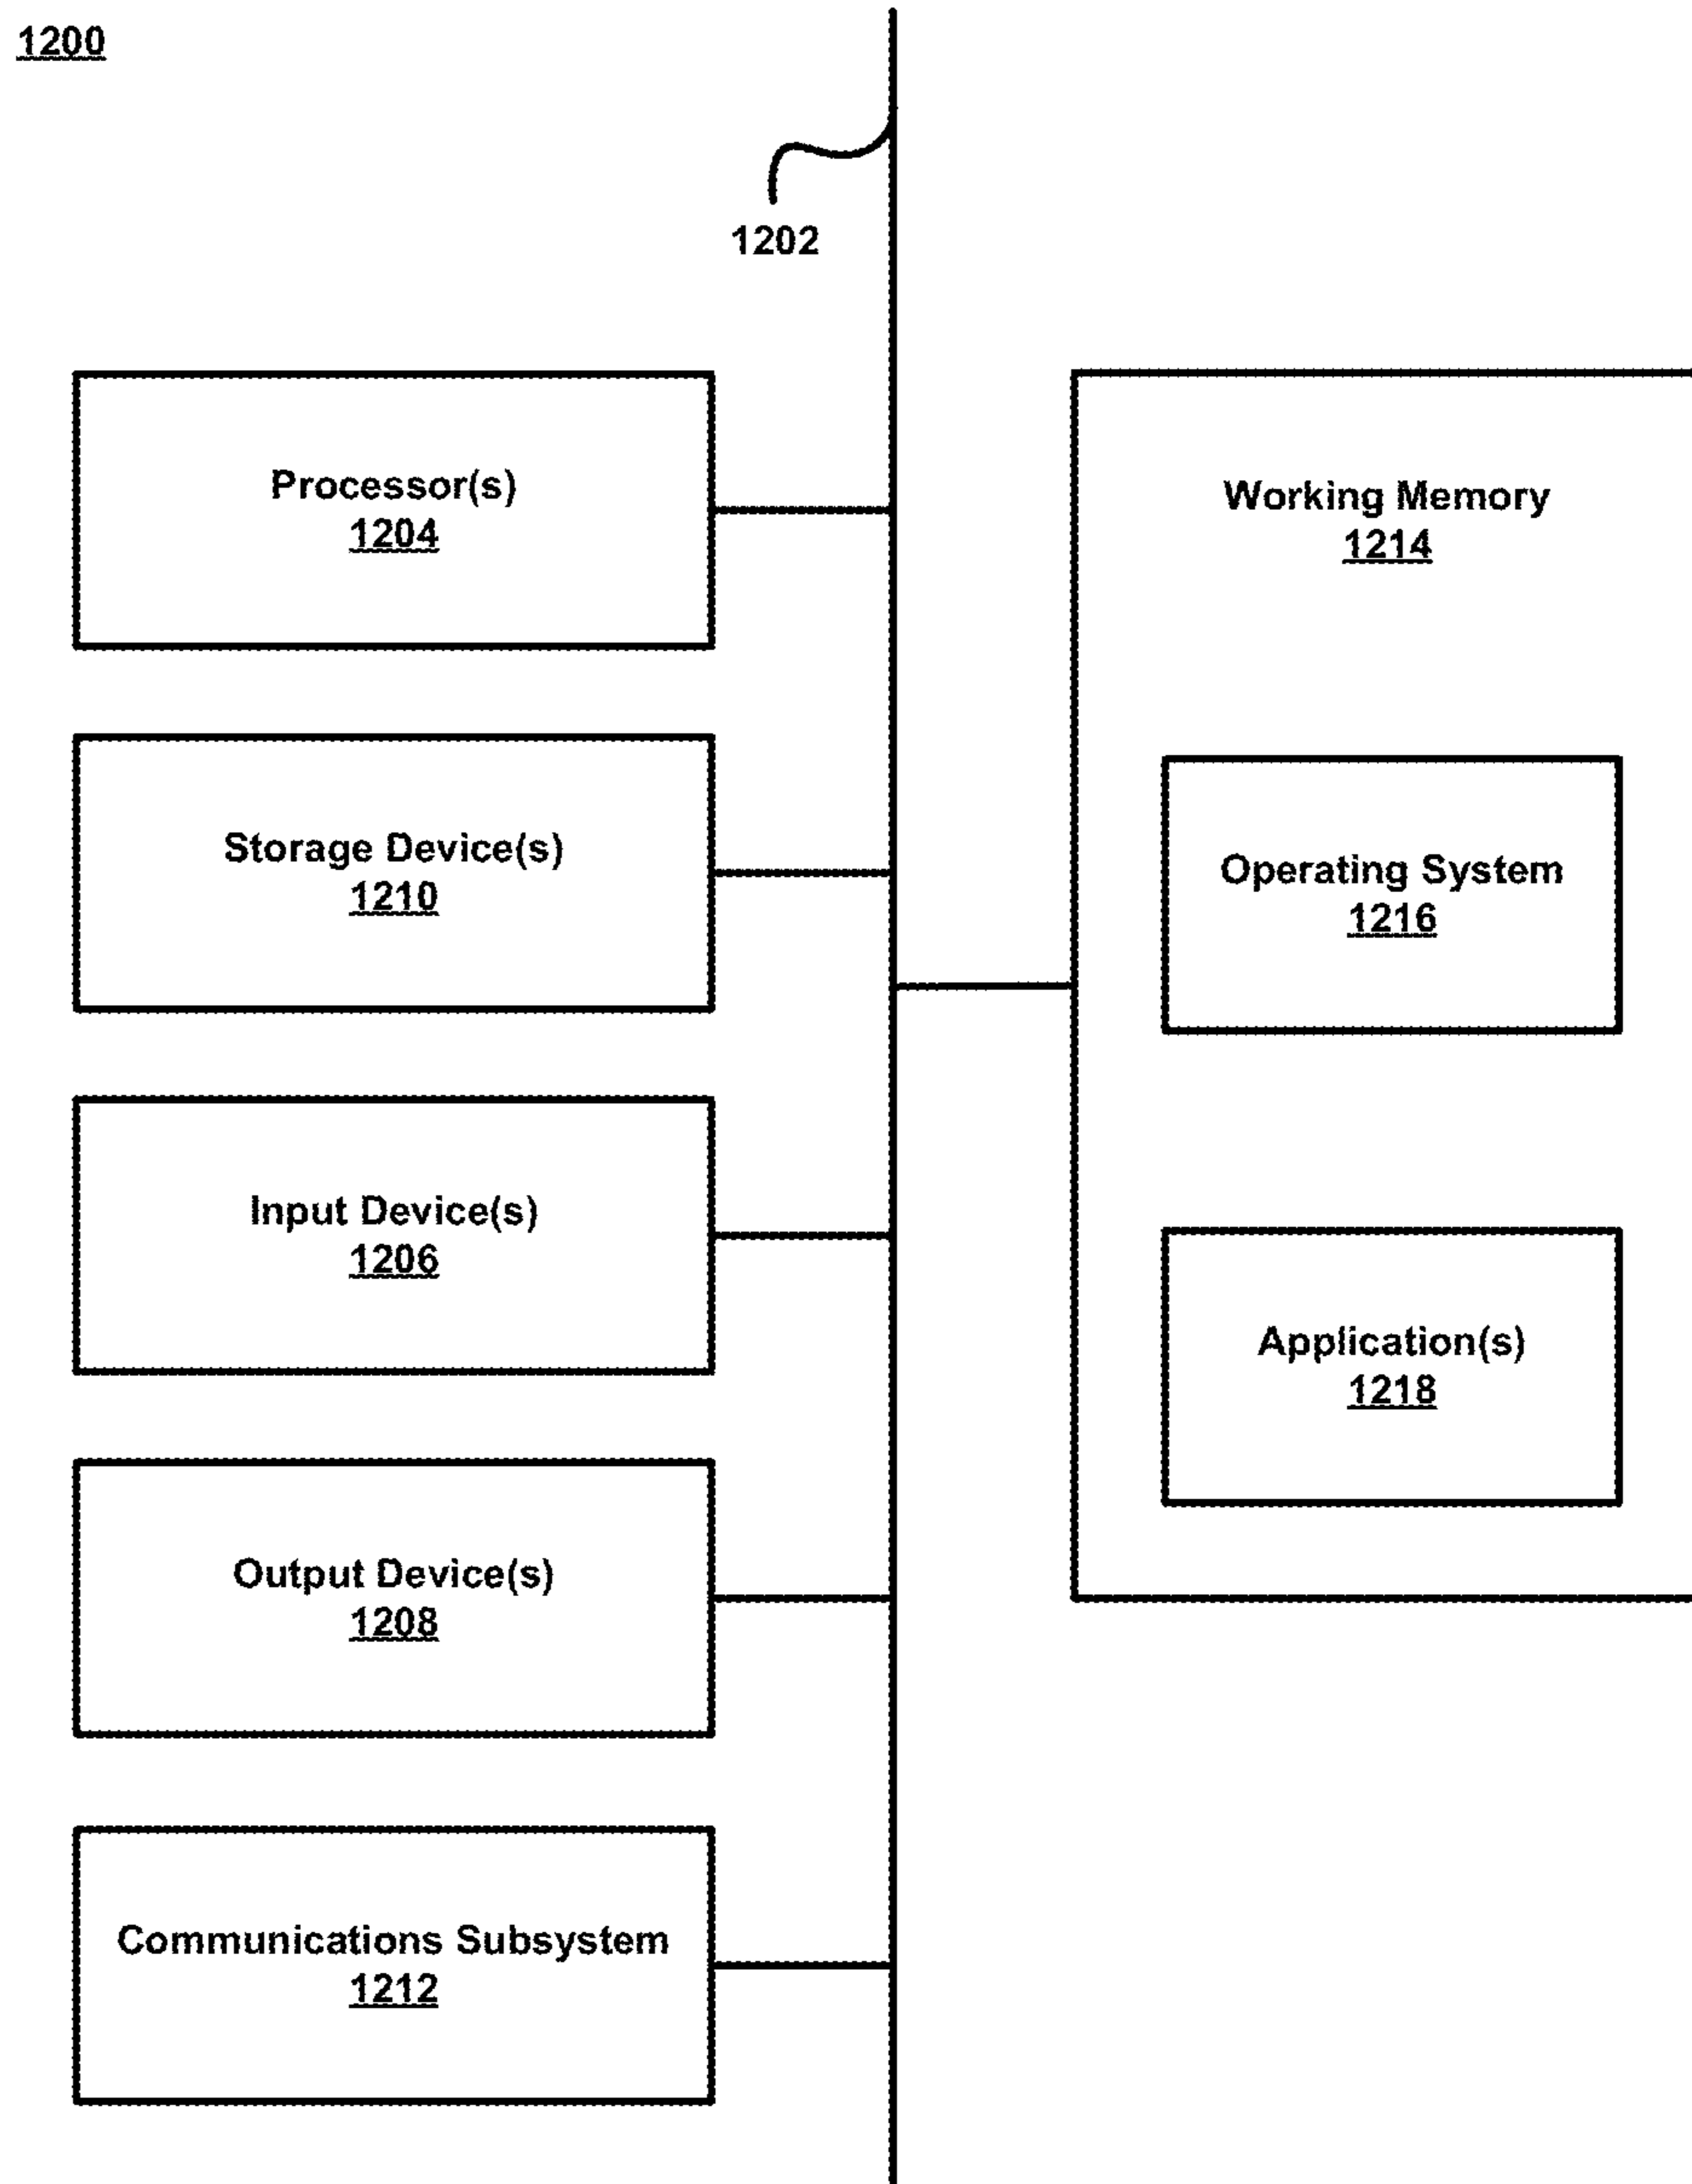 1200
1202
Processor(s)
1204
Storage Device(s)
1210
Input Device(s)
1206
Output Device(s)
1208
Communications Subsystem
1212
Working Memory
1214
Operating System
1216
Application(s)
1218